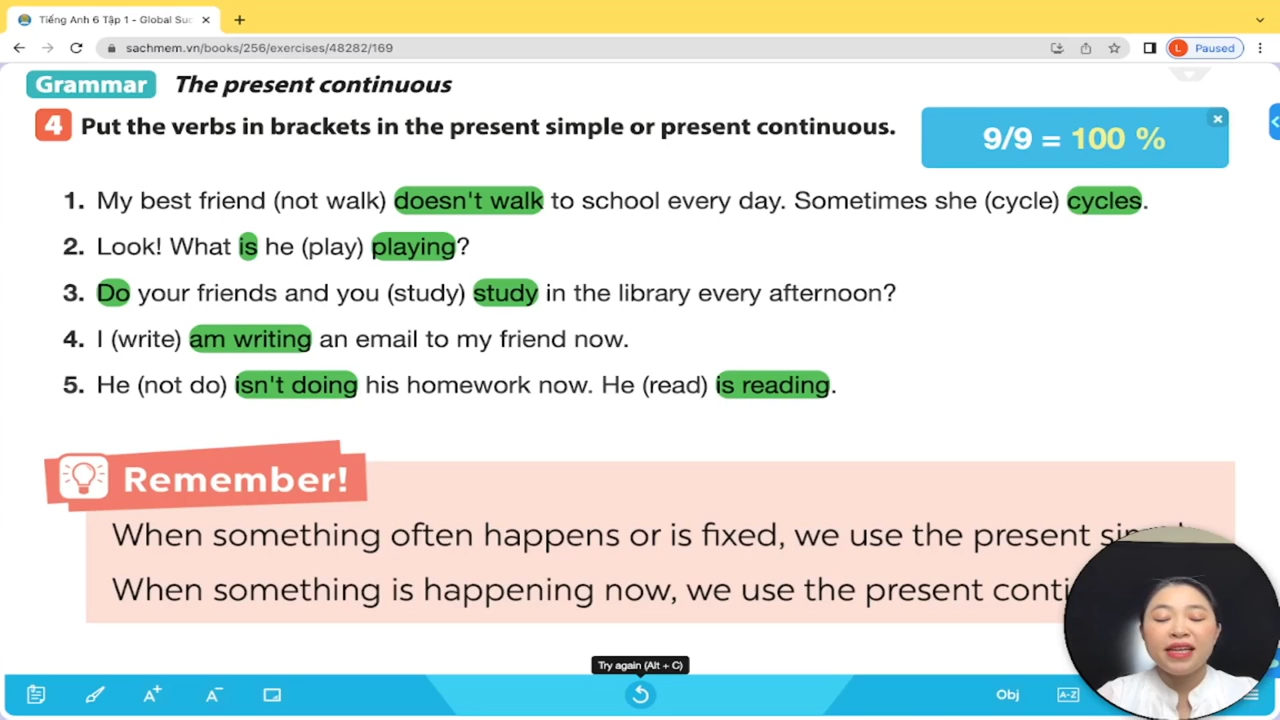 Tiếng Anh 6 Tập 1 - Global Suc
sachmem.vn/books/256/exercises/48282/169
L Paused
Grammar The present continuous
4 Put the verbs in brackets in the present simple or present continuous.
9/9 = 100 %
1. My best friend (not walk) doesn't walk to school every day. Sometimes she (cycle) cycles.
2. Look! What is he (play) playing?
3. Do your friends and you (study) study in the library every afternoon?
4. I (write) am writing an email to my friend now.
5. He (not do) isn't doing his homework now. He (read) is reading.
Remember!
When something often happens or is fixed, we use the present
When something is happening now, we use the present conti
Try again (Alt + C)
A+ A- Obj A-Z